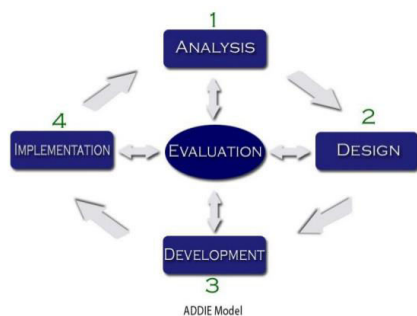 1
ANALYSIS
2
DESIGN
4
IMPLEMENTATION
EVALUATION
DEVELOPMENT
3
ADDIE Model